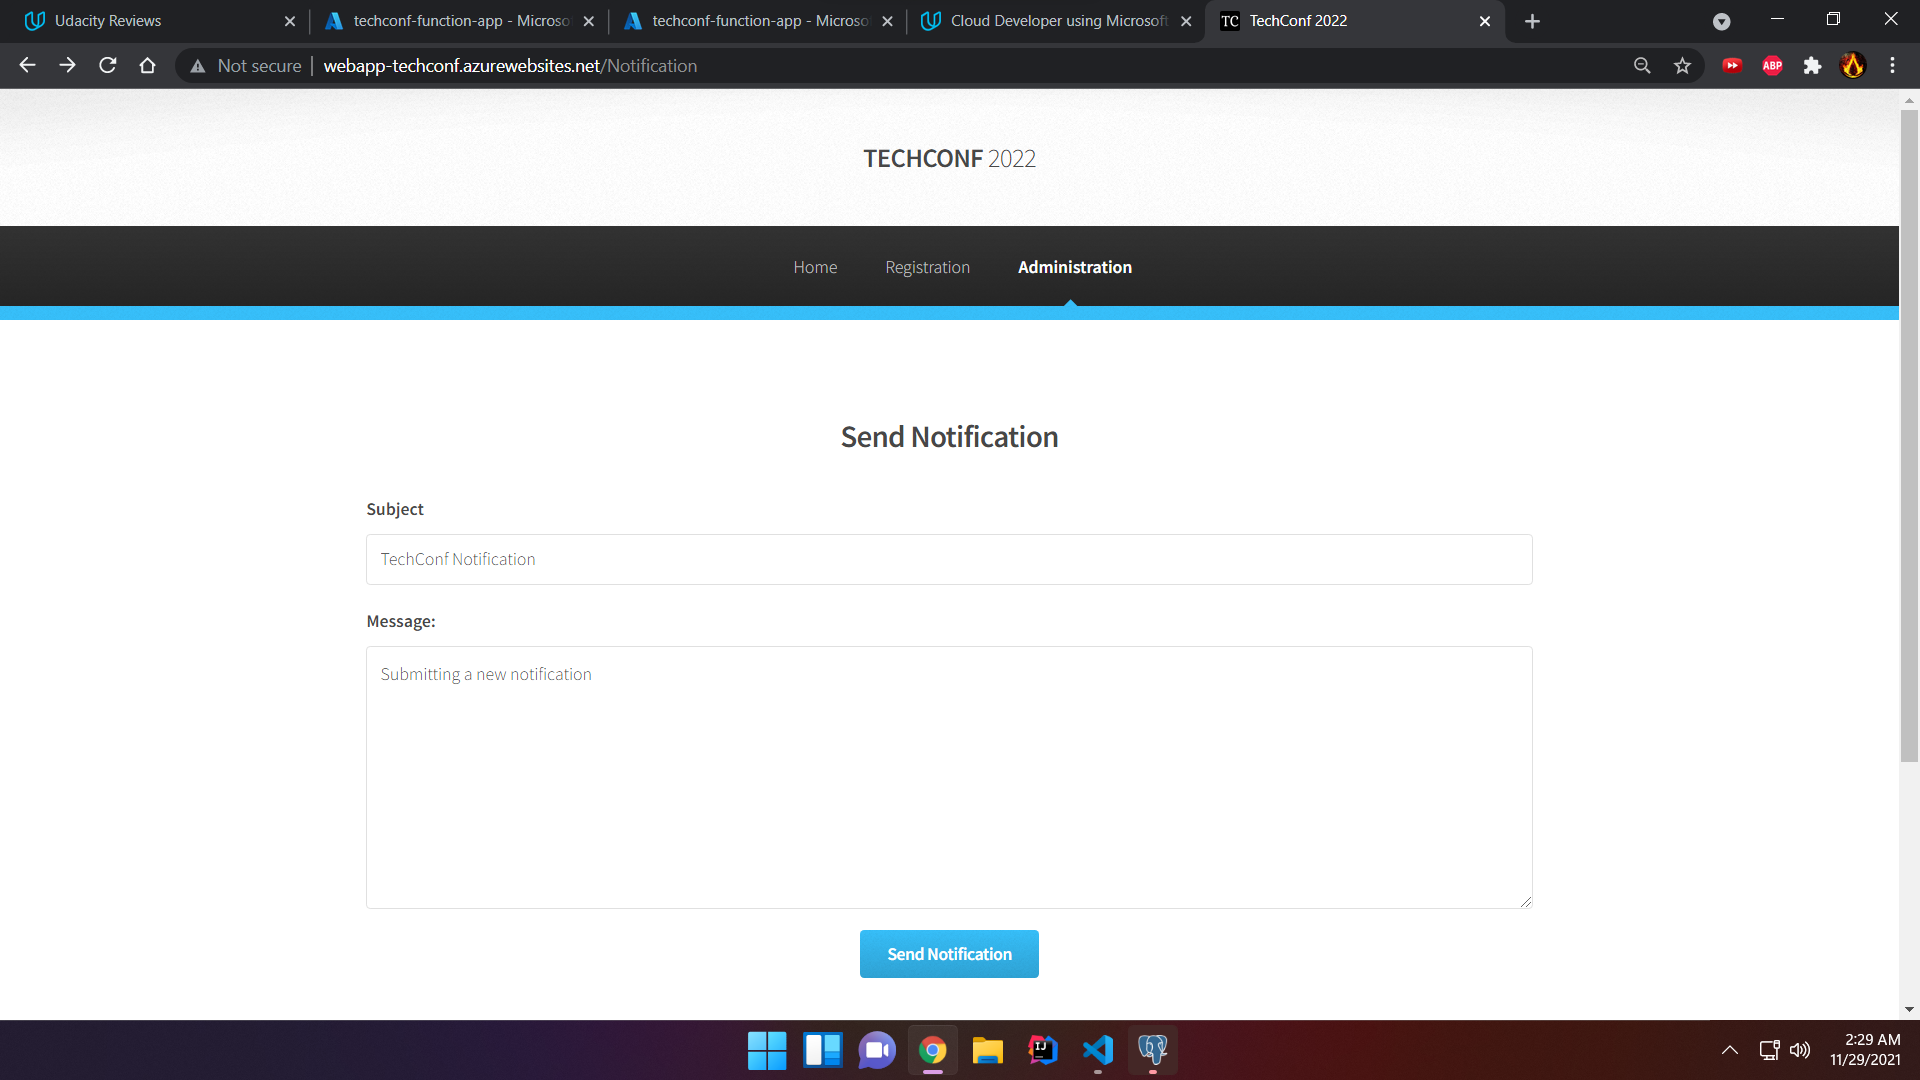 Udacity Reviews
techconf-function-app - Microso
techconf-function-app - Microso
Cloud Developer using Microsoft
TC TechConf 2022
Not secure webapp-techconf.azurewebsites.net/Notification
ABP
TECHCONF 2022
Home Registration Administration
Send Notification
Subject
TechConf Notification
Message:
Submitting a new notification
Send Notification
IJ
2:29 AM
11/29/2021